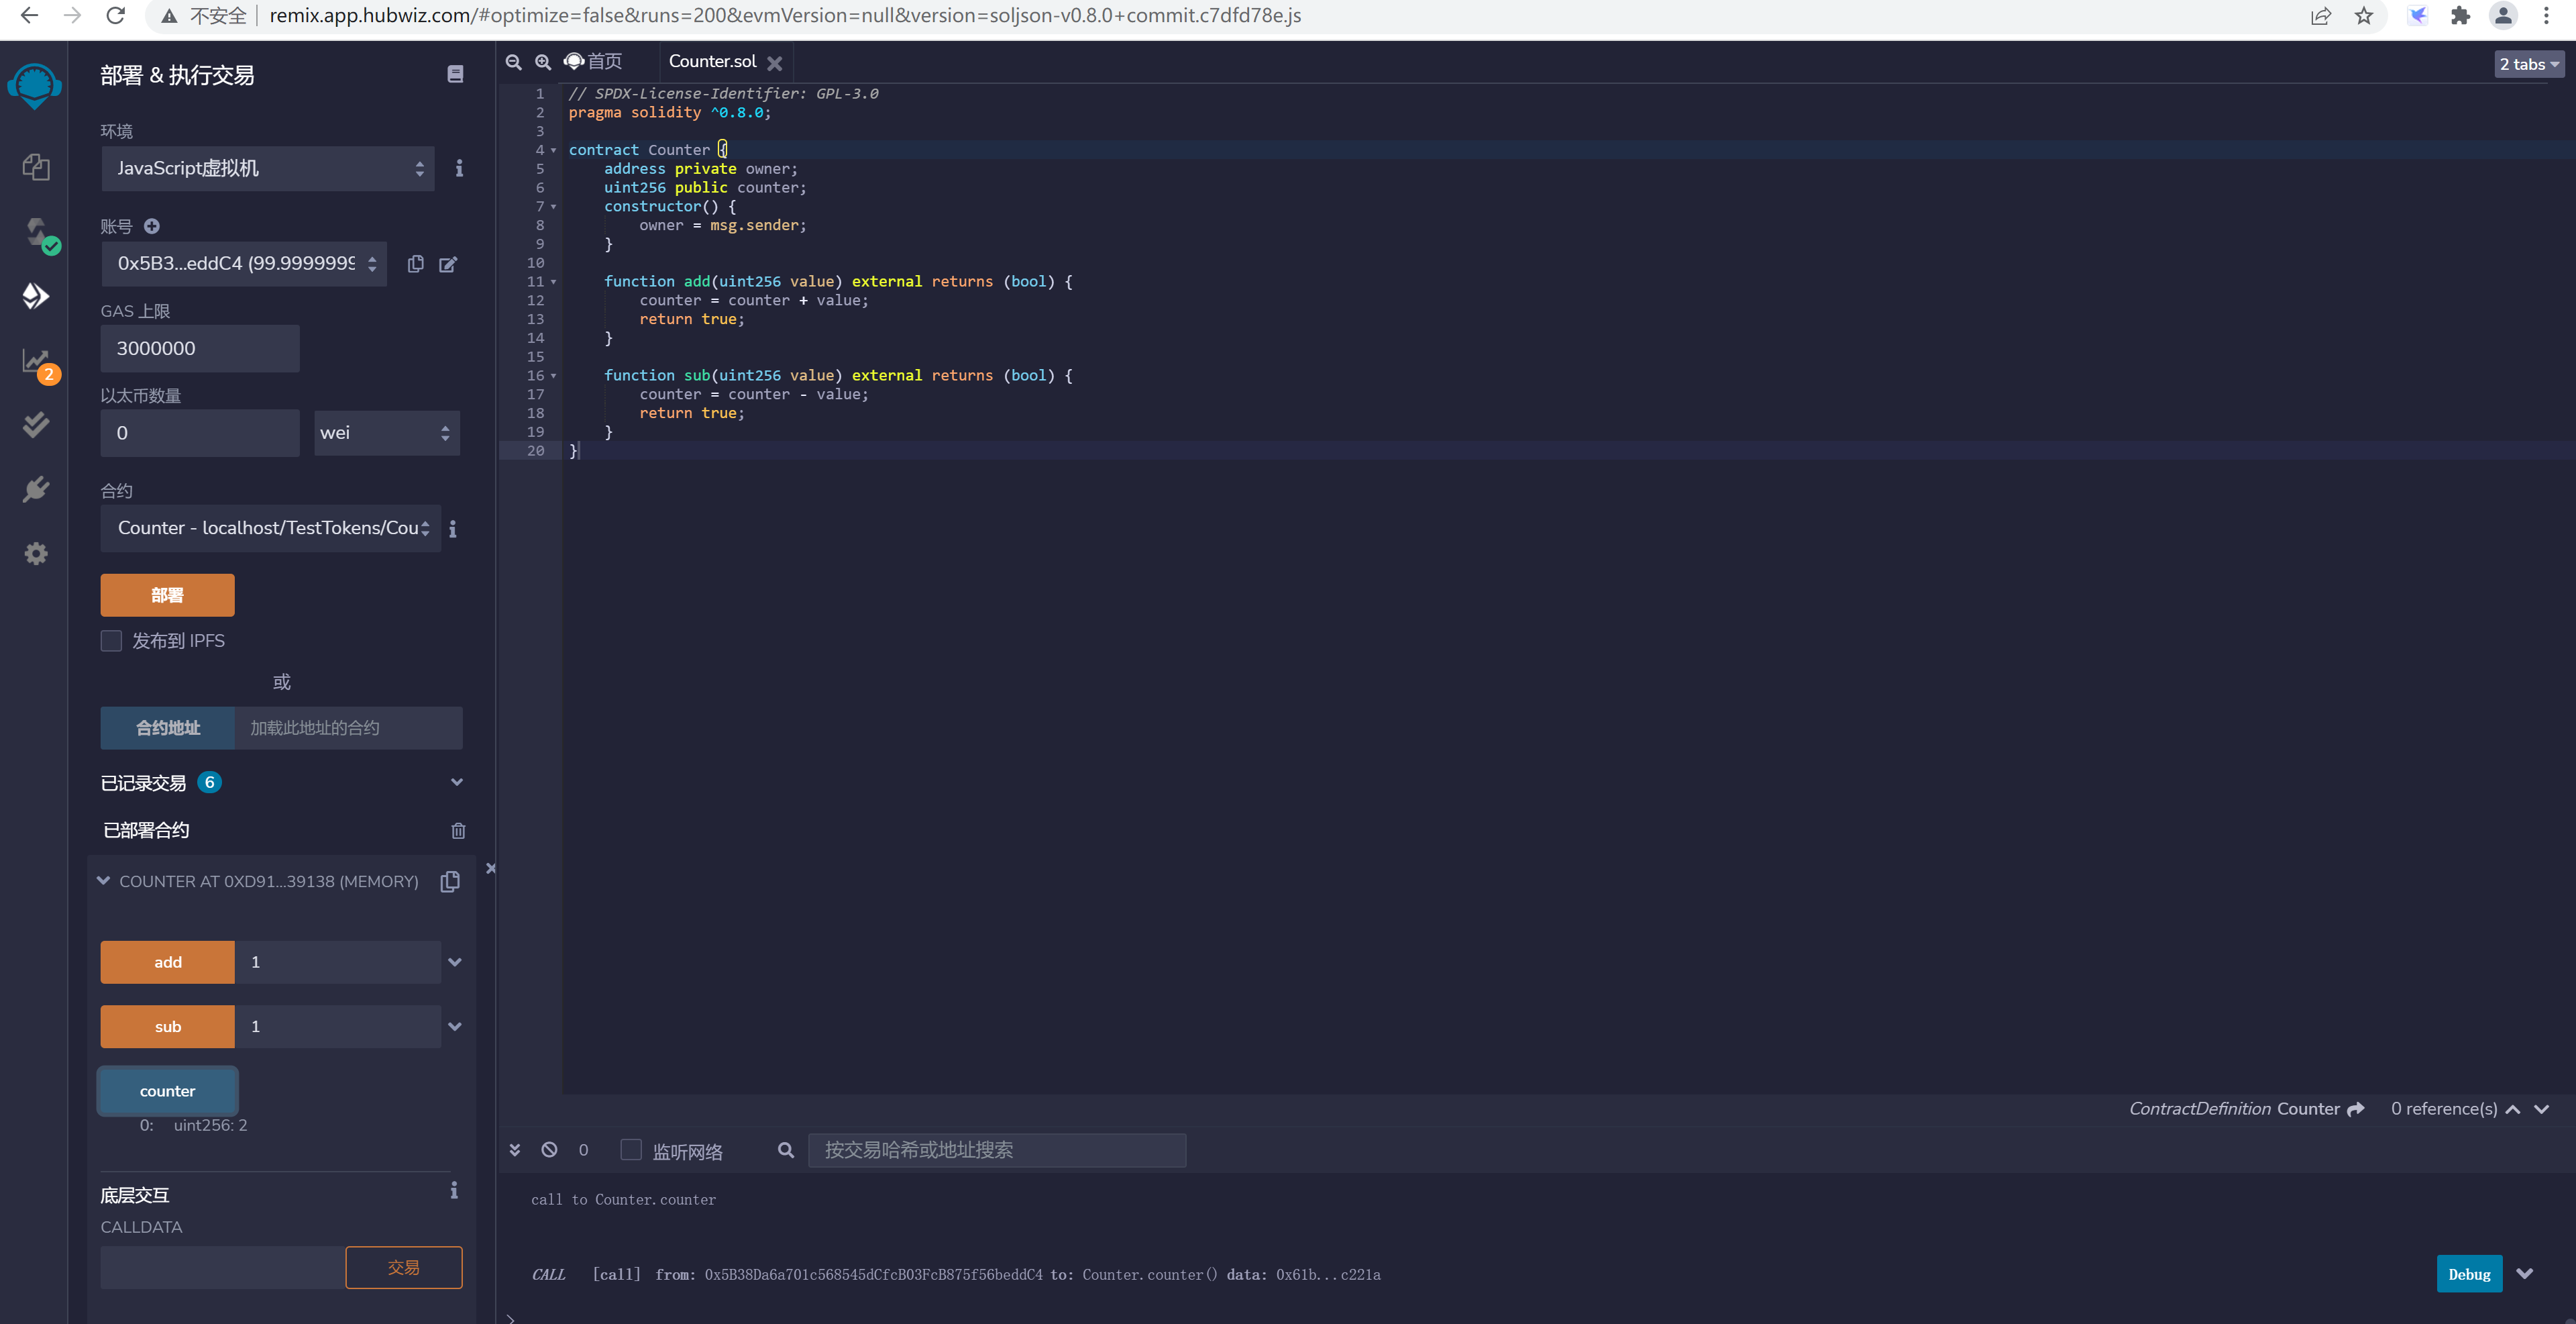 不安全 remix.app.hubwiz.com/#optimize=false&runs=200&evmVersion=null&version=soljson-v0.8.0+commit.c7dfd78e.js
部署 & 执行交易
环境
JavaScript虚拟机
账号
0x5B3...eddC4 (99.9999999
GAS 上限
3000000
以太币数量
0
wei
合约
Counter - localhost/TestTokens/Cou
部署
发布到 IPFS
或
合约地址 加载此地址的合约
已记录交易 6
已部署合约
COUNTER AT 0XD91...39138 (MEMORY)
add 1
sub 1
counter
0: uint256: 2
底层交互
CALLDATA
交易
2
首页
Counter.sol
2 tabs
1 // SPDX-License-Identifier: GPL-3.0
2 pragma solidity ^0.8.0;
3
4 contract Counter {
5 address private owner;
6 uint256 public counter;
7 constructor() {
8 owner = msg.sender;
9 }
10
11 function add(uint256 value) external returns (bool) {
12 counter = counter + value;
13 return true;
14 }
15
16 function sub(uint256 value) external returns (bool) {
17 counter = counter - value;
18 return true;
19 }
20 }
ContractDefinition Counter 0 reference(s)
0 监听网络 按交易哈希或地址搜索
call to Counter.counter
CALL [call] from: 0x5B38Da6a701c568545dCfcB03FcB875f56beddC4 to: Counter.counter() data: 0x61b...c221a
Debug
>